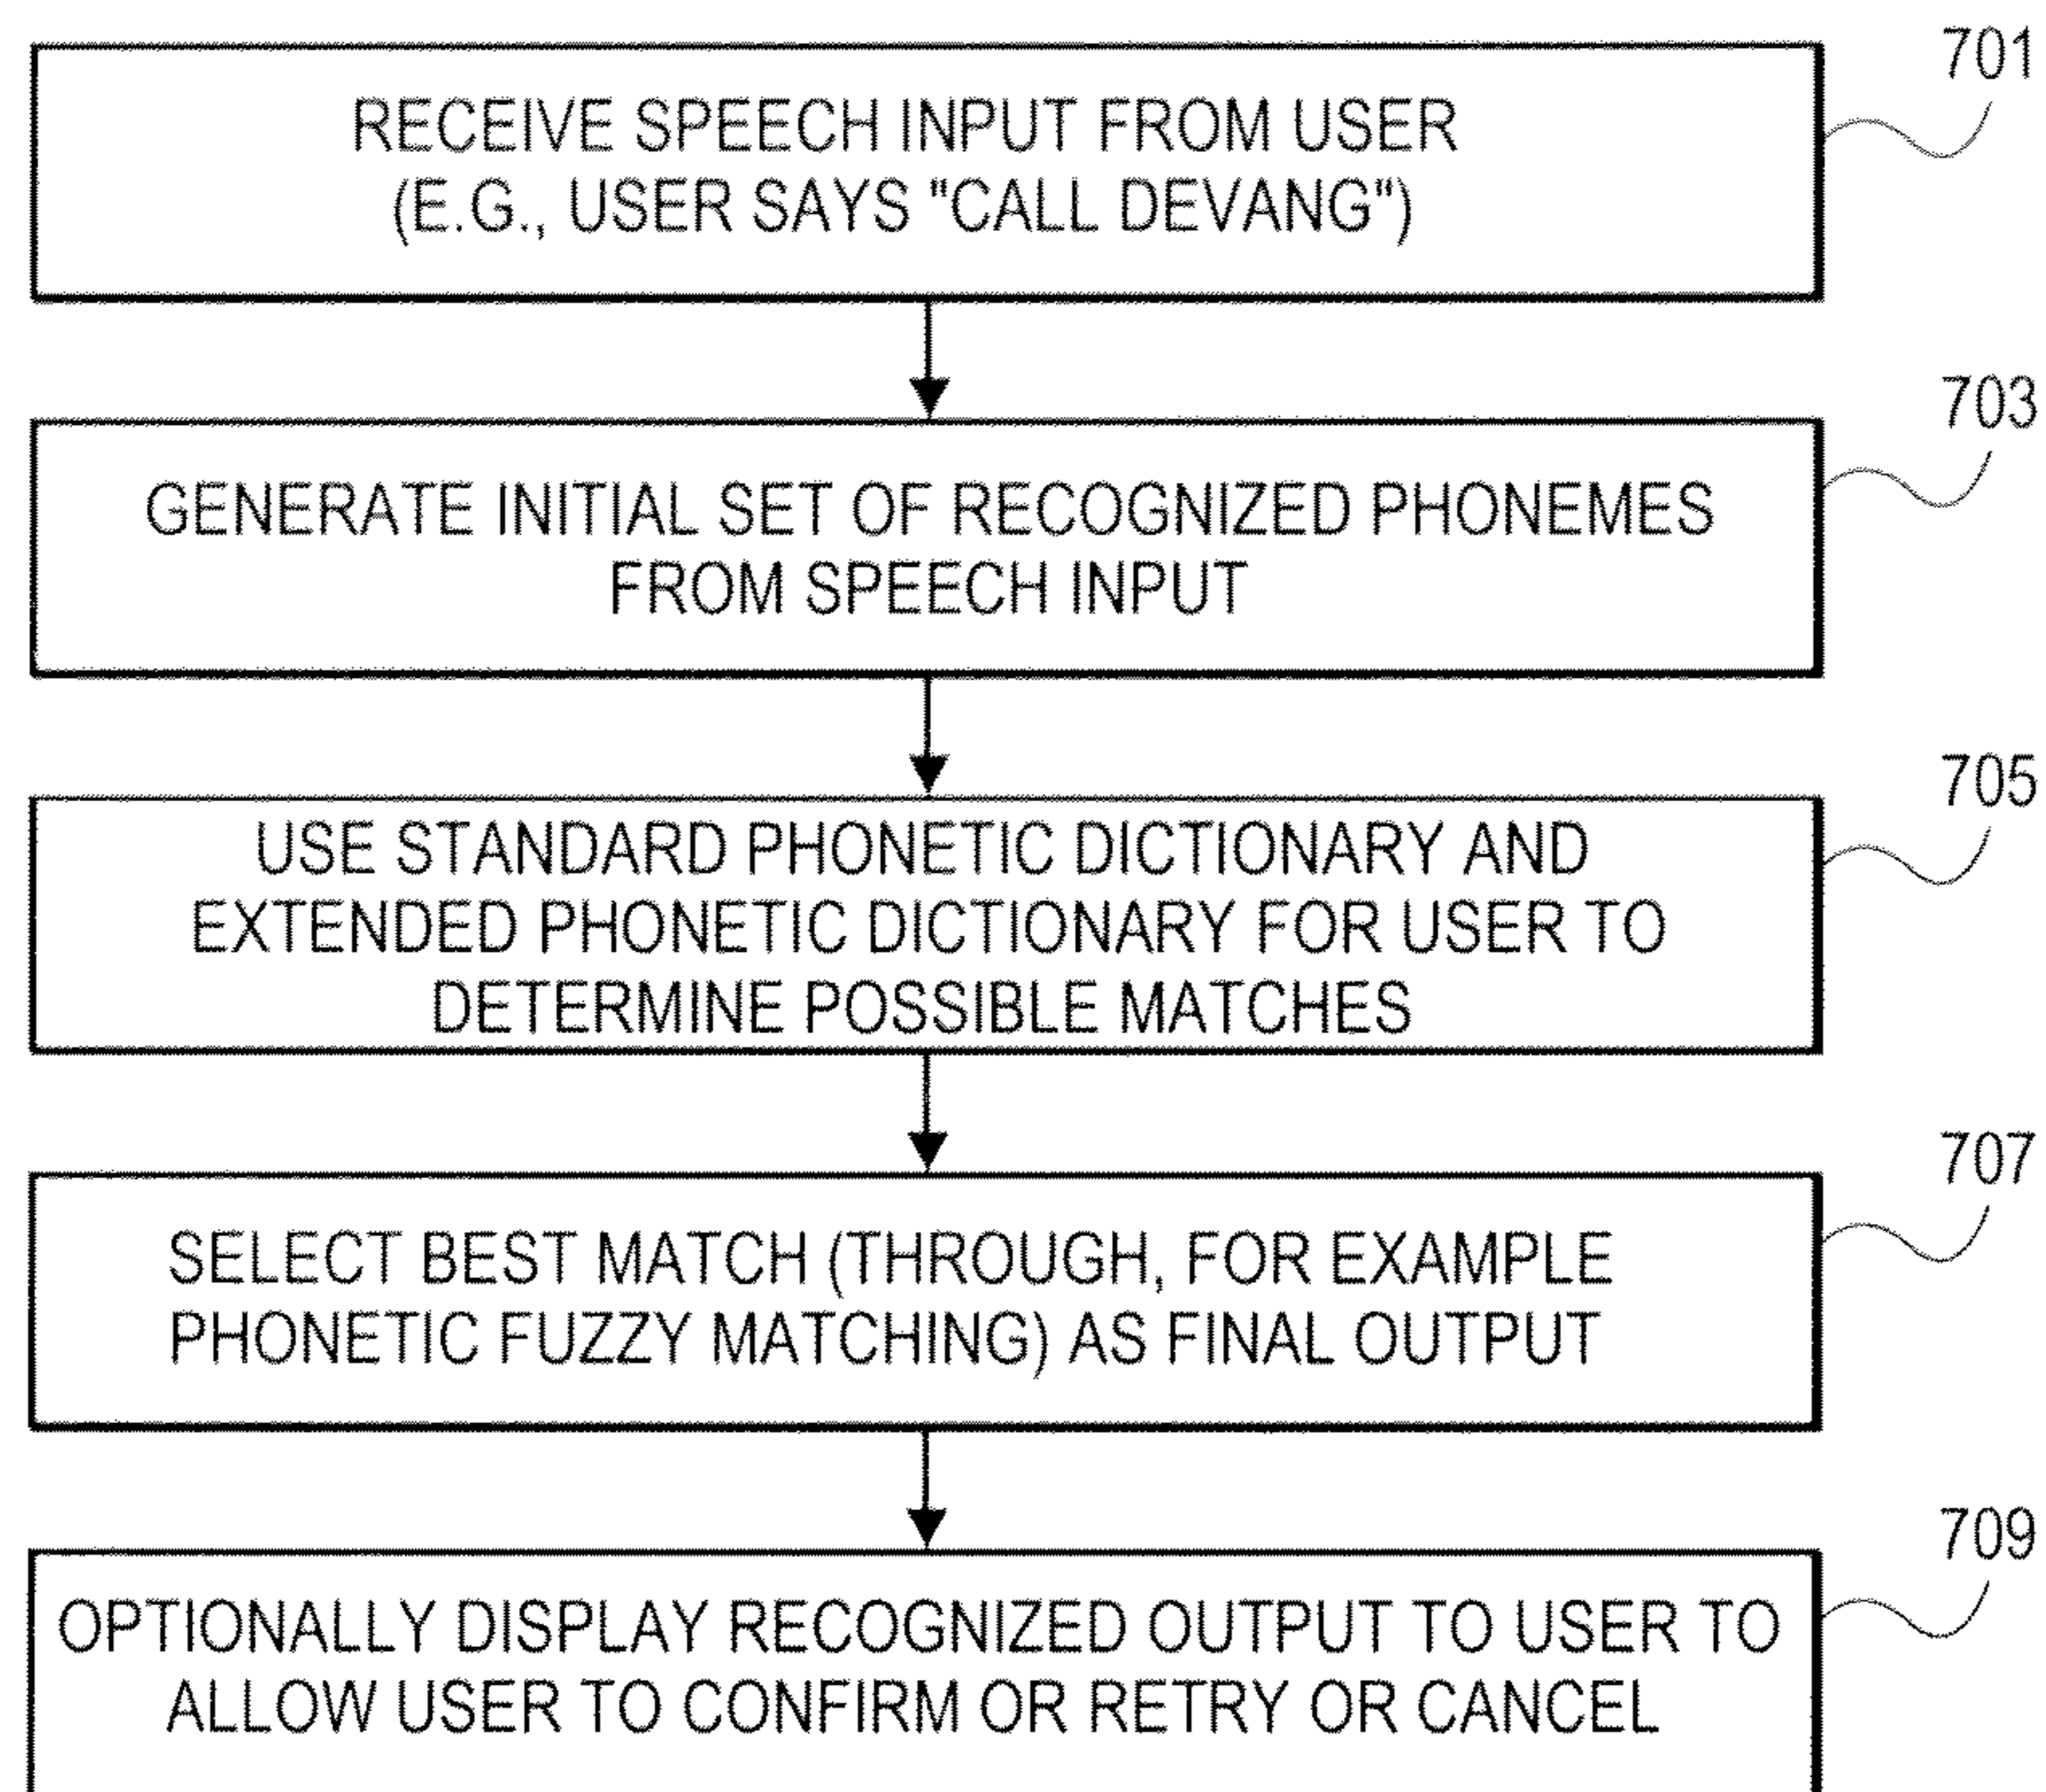 701
RECEIVE SPEECH INPUT FROM USER
(E.G., USER SAYS "CALL DEVANG")
703
GENERATE INITIAL SET OF RECOGNIZED PHONEMES
FROM SPEECH INPUT
705
USE STANDARD PHONETIC DICTIONARY AND
EXTENDED PHONETIC DICTIONARY FOR USER TO
DETERMINE POSSIBLE MATCHES
707
SELECT BEST MATCH (THROUGH, FOR EXAMPLE
PHONETIC FUZZY MATCHING) AS FINAL OUTPUT
709
OPTIONALLY DISPLAY RECOGNIZED OUTPUT TO USER TO
ALLOW USER TO CONFIRM OR RETRY OR CANCEL